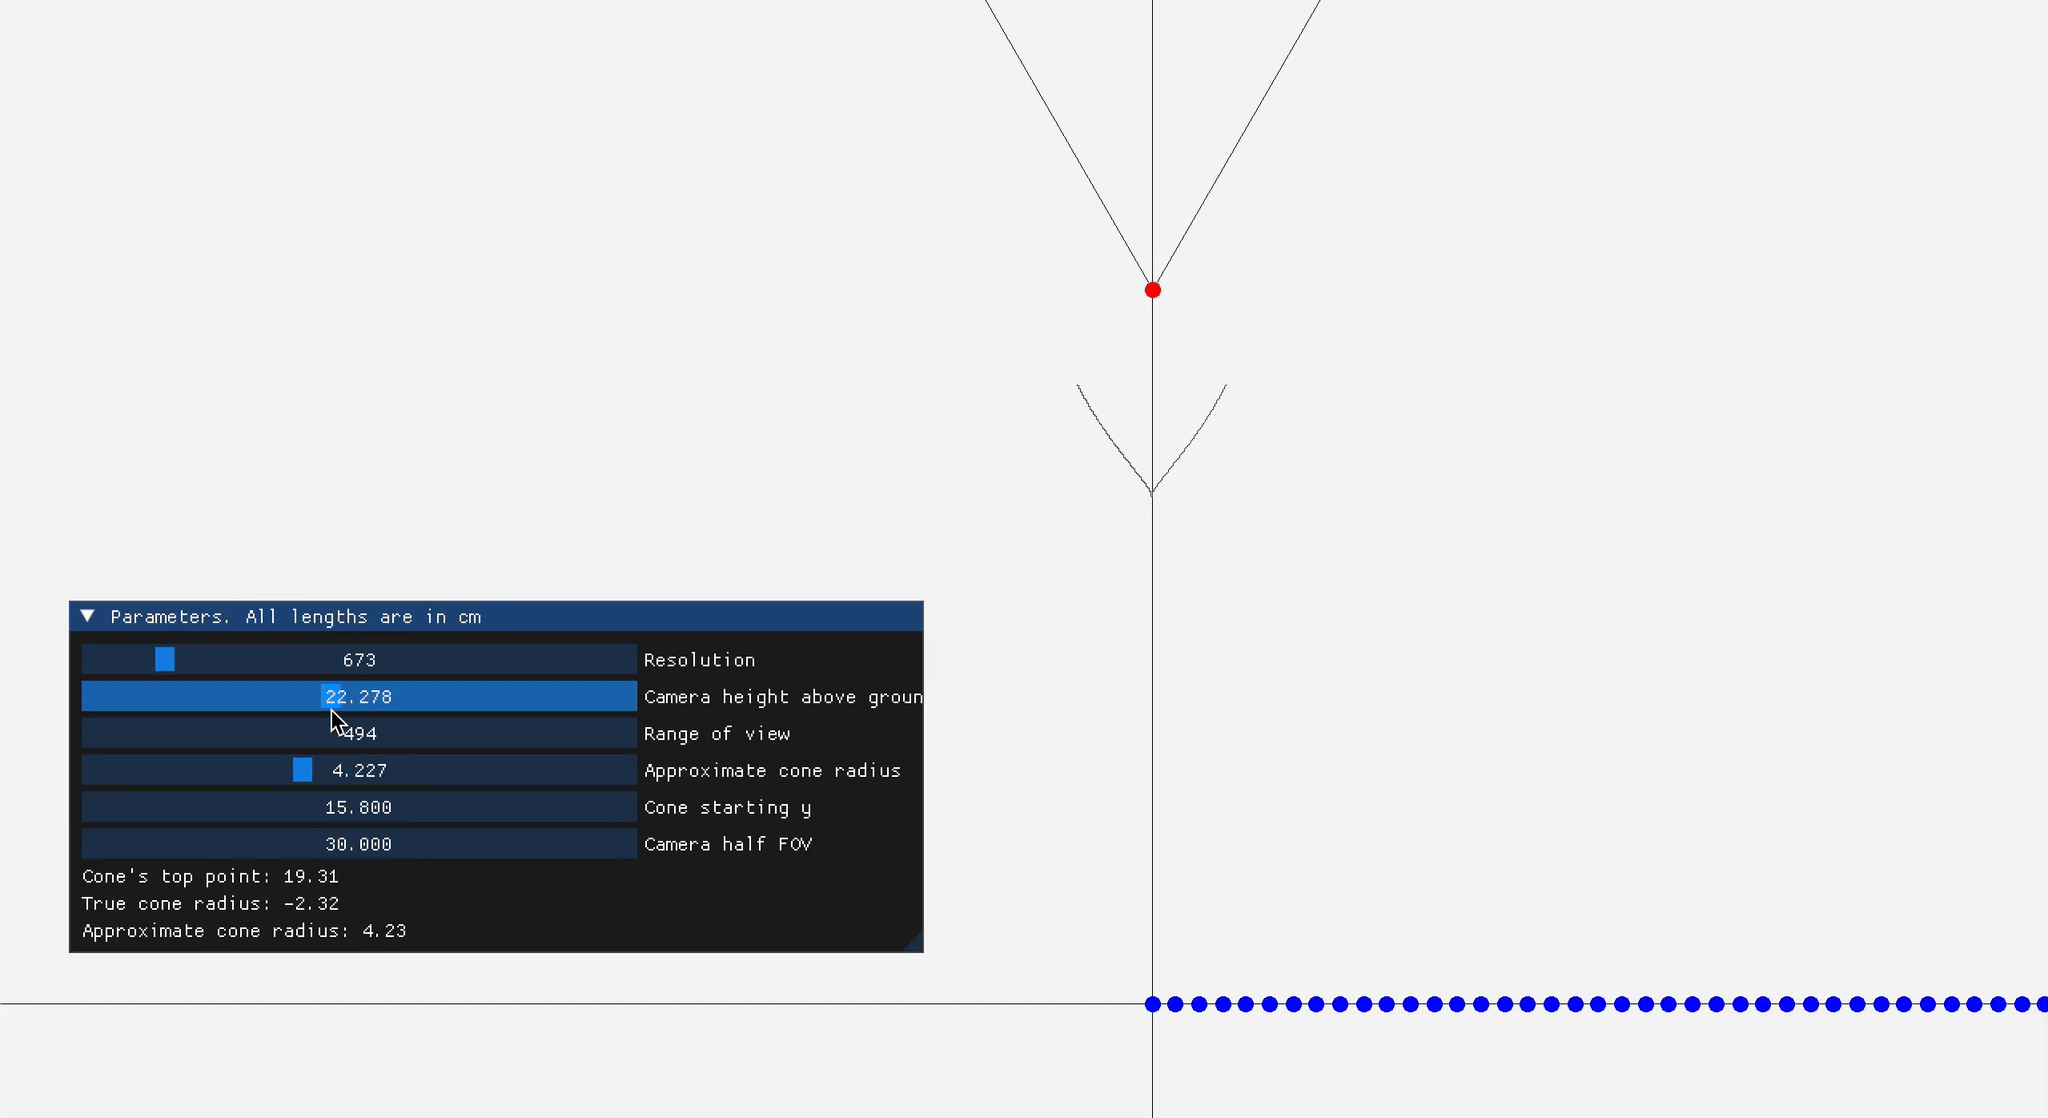 Parameters. All lengths are in cm
673 Resolution
22.278 Camera height above groun
494 Range of view
4.227 Approximate cone radius
15.800 Cone starting y
30.000 Camera half FOV
Cone's top point: 19.31
True cone radius: -2.32
Approximate cone radius: 4.23